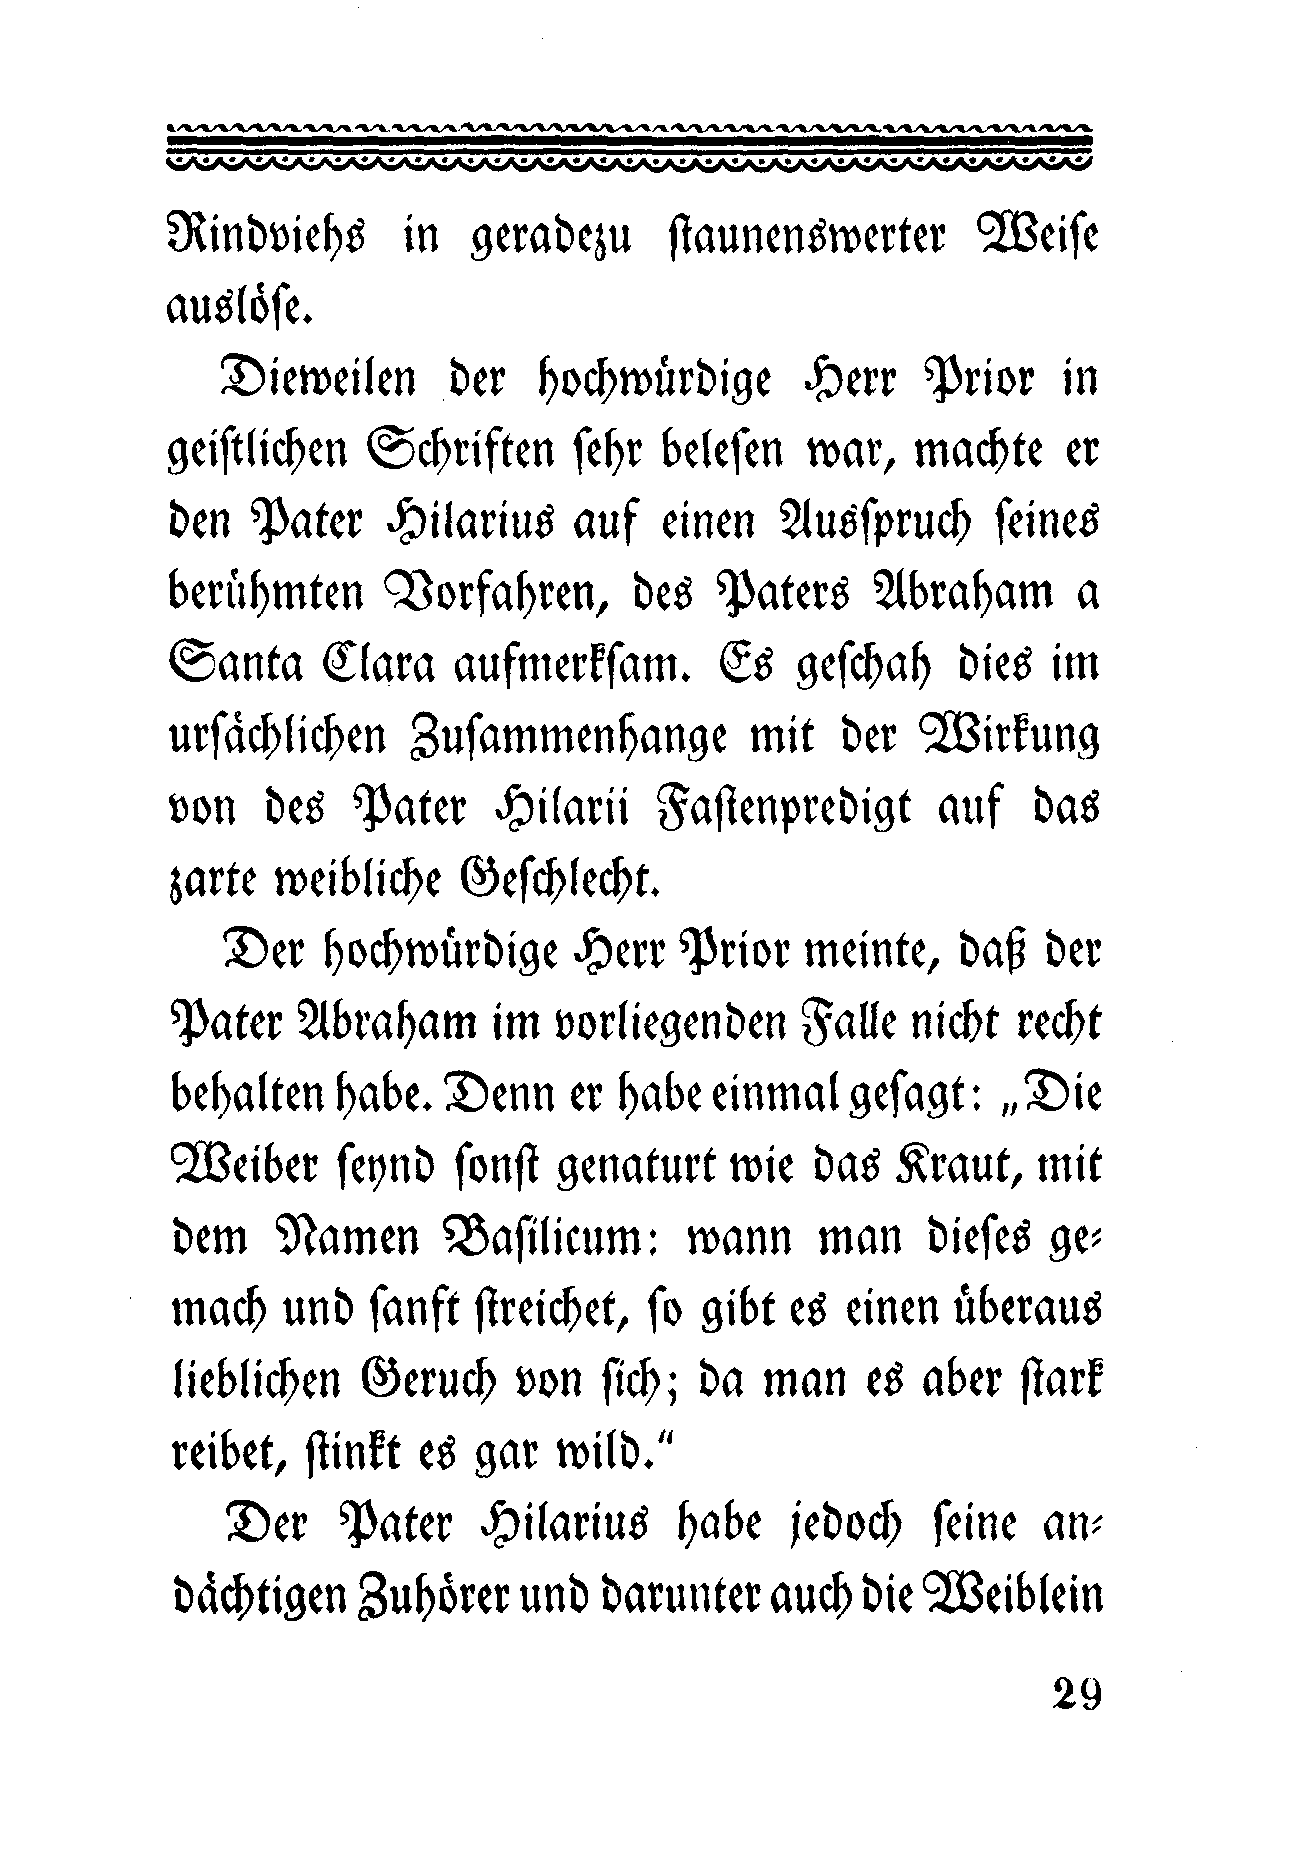 Rindviehs in geradezu ſtaunenswerter Weiſe
auslöſe.
Dieweilen der hochwürdige Herr Prior in
geiſtlichen Schriften ſehr beleſen war, machte er
den Pater Hilarius auf einen Ausſpruch ſeines
berühmten Vorfahren, des Paters Abraham a
Santa Clara aufmerkſam. Es geſchah dies im
urſächlichen Zuſammenhange mit der Wirkung
von des Pater Hilarii Faſtenpredigt auf das
zarte weibliche Geſchlecht.
Der hochwürdige Herr Prior meinte, daß der
Pater Abraham im vorliegenden Falle nicht recht
behalten habe. Denn er habe einmal geſagt: „Die
Weiber ſeynd ſonſt genaturt wie das Kraut, mit
dem Namen Baſilicum: wann man dieſes ge⸗
mach und ſanft ſtreichet, ſo gibt es einen überaus
lieblichen Geruch von ſich; da man es aber ſtark
reibet, ſtinkt es gar wild.“
Der Pater Hilarius habe jedoch ſeine an⸗
dächtigen Zuhörer und darunter auch die Weiblein
29